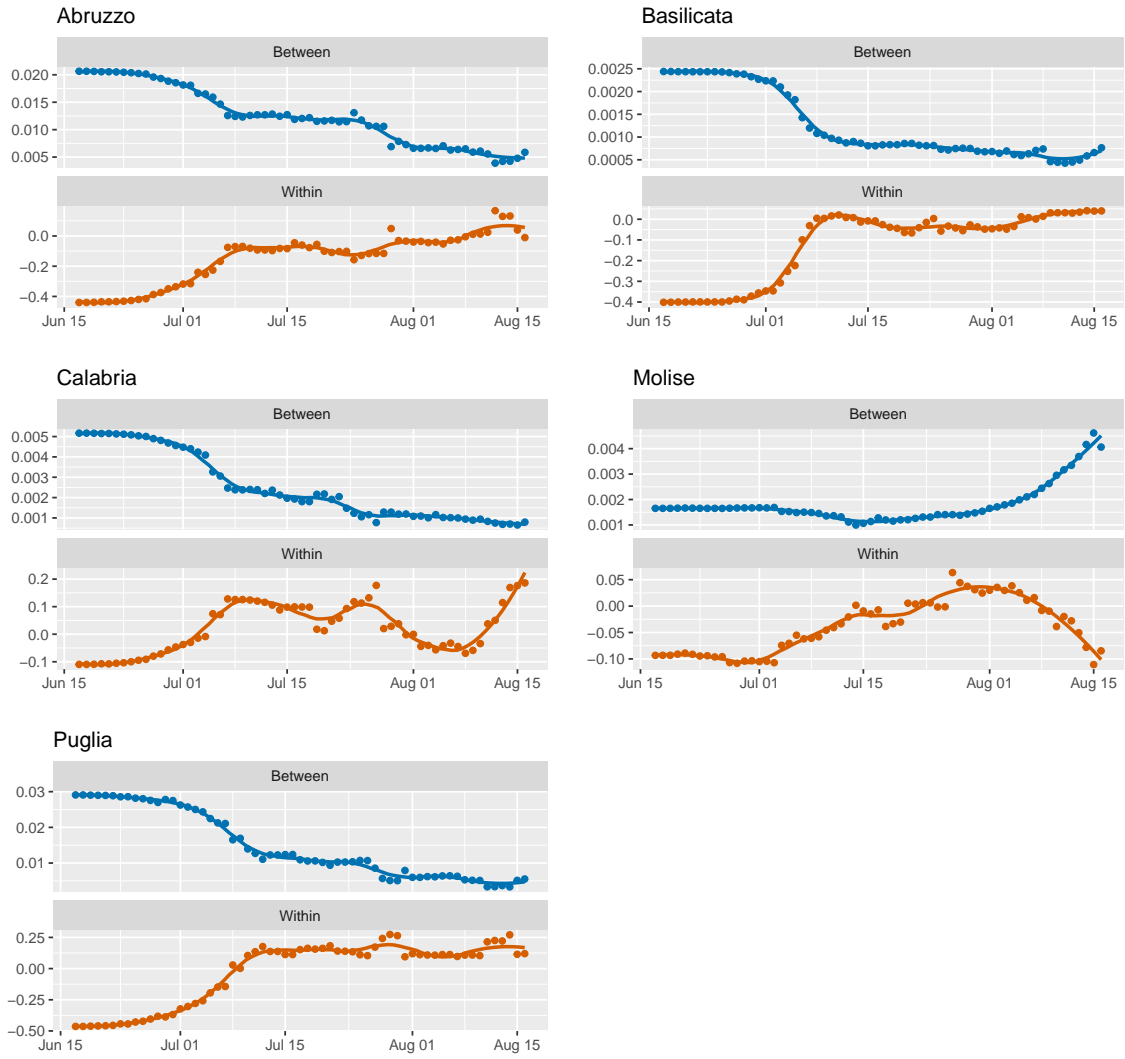 Abruzzo
Between
0.020
0.015
0.010
0.005
Within
0.0
−0.2
−0.4
Jun 15 Jul 01 Jul 15 Aug 01 Aug 15
Basilicata
Between
0.0025
0.0020
0.0015
0.0010
0.0005
Within
0.0
−0.1
−0.2
−0.3
−0.4
Jun 15 Jul 01 Jul 15 Aug 01 Aug 15
Calabria
Between
0.005
0.004
0.003
0.002
0.001
Within
0.2
0.1
0.0
−0.1
Jun 15 Jul 01 Jul 15 Aug 01 Aug 15
Molise
Between
0.004
0.003
0.002
0.001
Within
0.05
0.00
−0.05
−0.10
Jun 15 Jul 01 Jul 15 Aug 01 Aug 15
Puglia
Between
0.03
0.02
0.01
Within
0.25
0.00
−0.25
−0.50
Jun 15 Jul 01 Jul 15 Aug 01 Aug 15